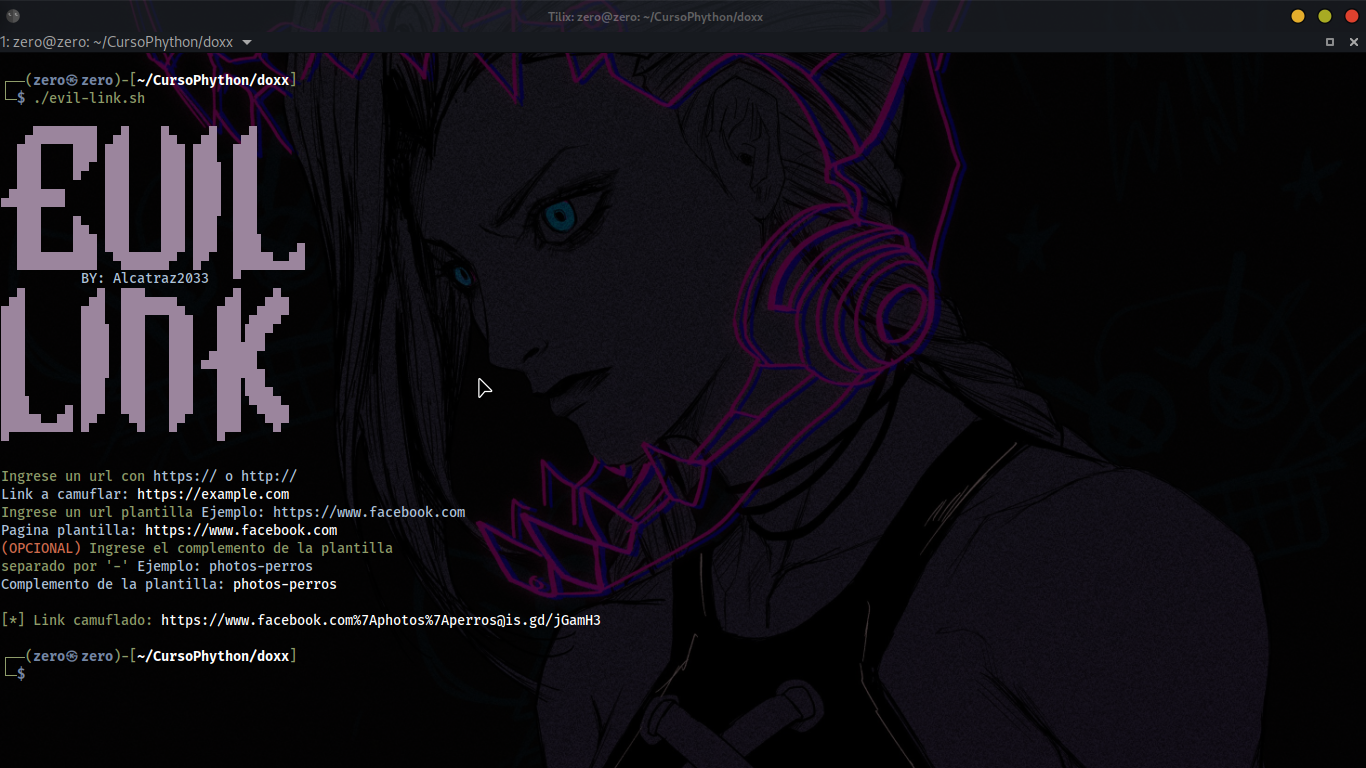 Tilix: zero@zero: ~/CursoPhython/doxx
1: zero@zero: ~/CursoPhython/doxx
┌──(zero㉿zero)-[~/CursoPhython/doxx]
└─$ ./evil-link.sh
EVIL
BY: Alcatraz2033
LINK
Ingrese un url con https:// o http://
Link a camuflar: https://example.com
Ingrese un url plantilla Ejemplo: https://www.facebook.com
Pagina plantilla: https://www.facebook.com
(OPCIONAL) Ingrese el complemento de la plantilla
separado por '-' Ejemplo: photos-perros
Complemento de la plantilla: photos-perros
[*] Link camuflado: https://www.facebook.com%7Aphotos%7Aperros@is.gd/jGamH3
┌──(zero㉿zero)-[~/CursoPhython/doxx]
└─$